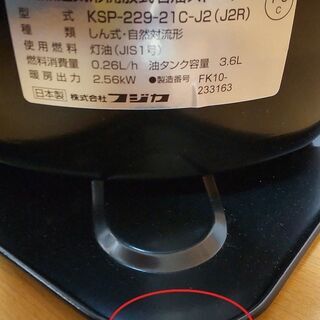 型　　式 KSP-229-21C-J2(J2R)
種　　類 しん式・自然対流形
使用燃料 灯油(JIS1号)
燃料消費量 0.26L/h 油タンク容量 3.6L
暖房出力 2.56kW ●製造番号 FK10-
233163
日本製 株式会社フジカ